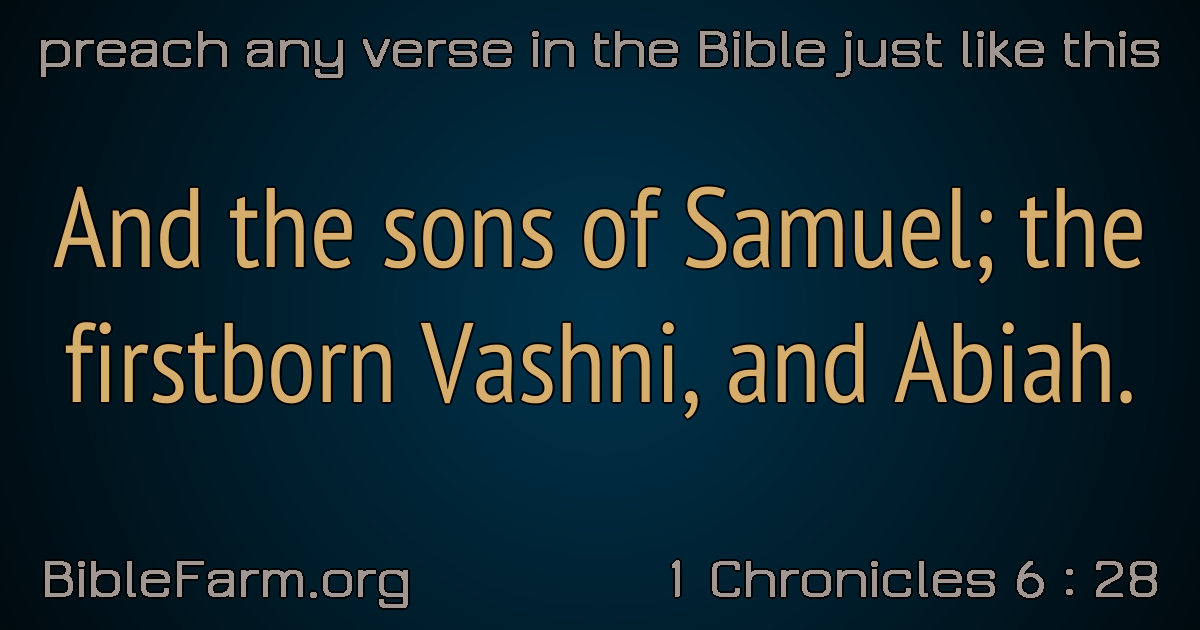 preach any verse in the Bible just like this
And the sons of Samuel; the
firstborn Vashni, and Abiah.
BibleFarm.org
1 Chronicles 6 : 28